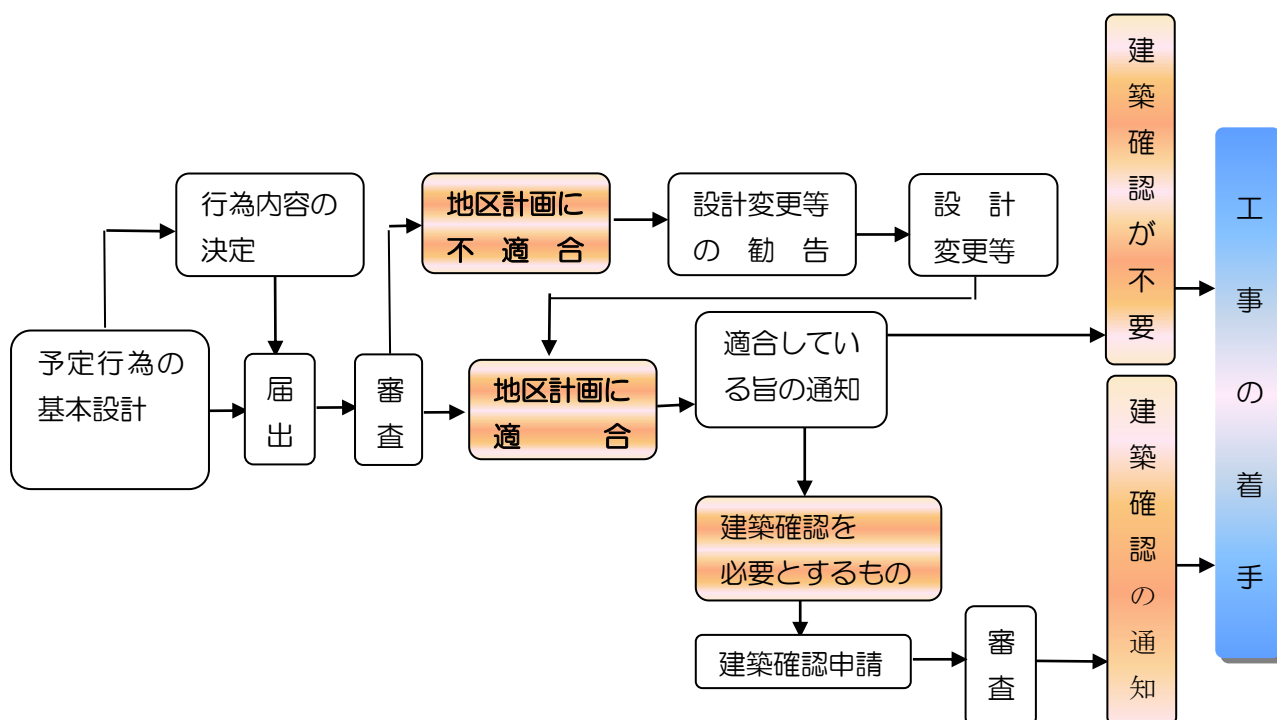 行為内容の
決定
予定行為の
基本設計
届
出
審
査
地区計画に
不適合
設計変更等
の勧告
設計
変更等
地区計画に
適合
適合してい
る旨の通知
建築確認を
必要とするもの
建築確認申請
審
査
建築確認が不要
建築確認の通知
工事の着手